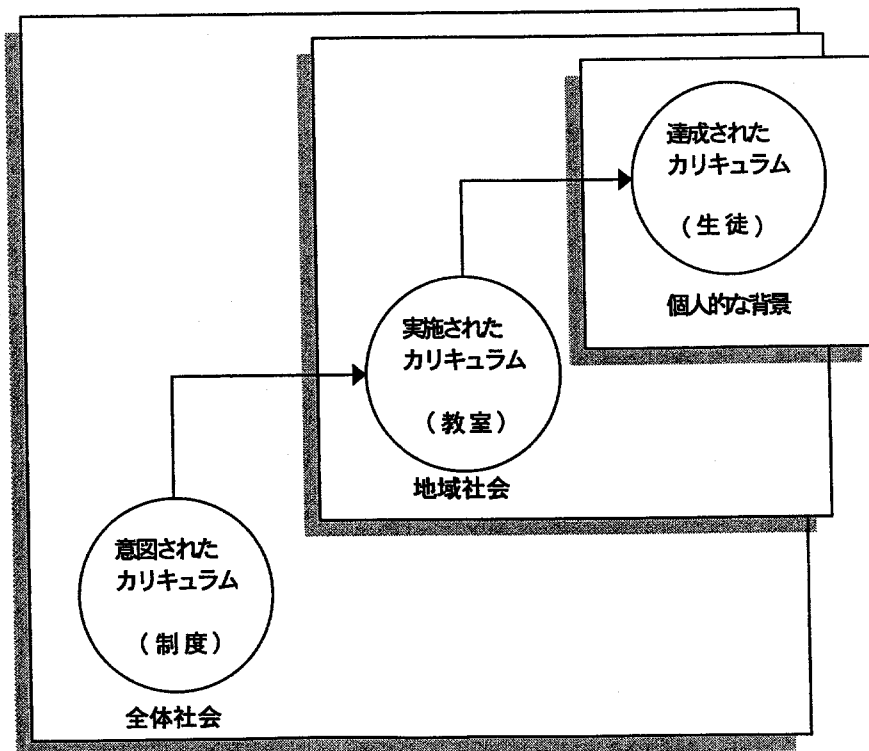 達成された
カリキュラム
(生徒)
個人的な背景
実施された
カリキュラム
(教室)
地域社会
意図された
カリキュラム
(制度)
全体社会